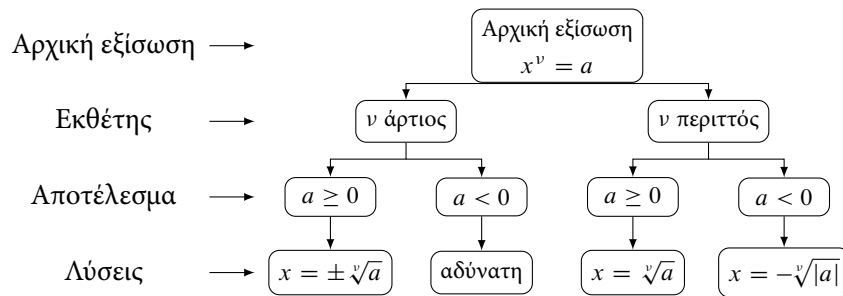 Αρχική εξίσωση
Αρχική εξίσωση
x^ν = a
Εκθέτης
ν άρτιος
ν περιττός
Αποτέλεσμα
a ≥ 0
a < 0
a ≥ 0
a < 0
Λύσεις
x = ± ᵛ√a
αδύνατη
x = ᵛ√a
x = −ᵛ√|a|